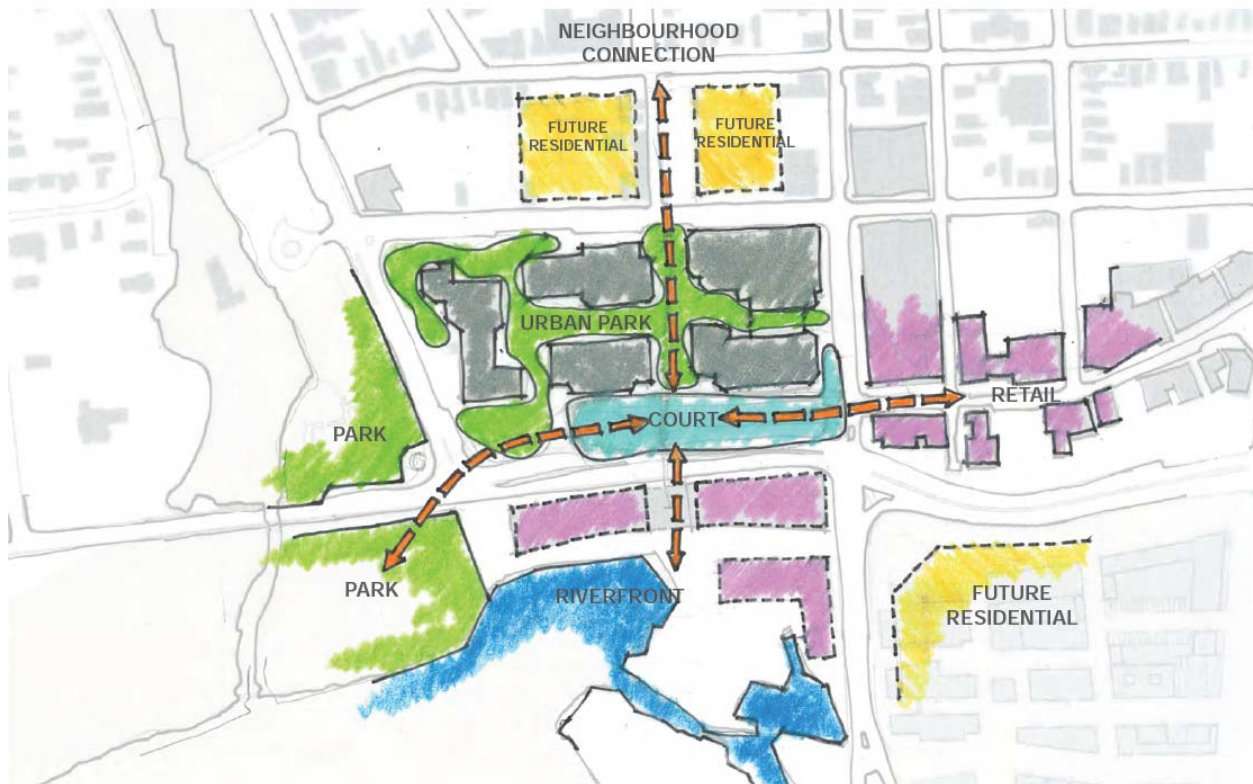 NEIGHBOURHOOD
CONNECTION
FUTURE
RESIDENTIAL
FUTURE
RESIDENTIAL
URBAN PARK
COURT
RETAIL
PARK
PARK
RIVERFRONT
FUTURE
RESIDENTIAL